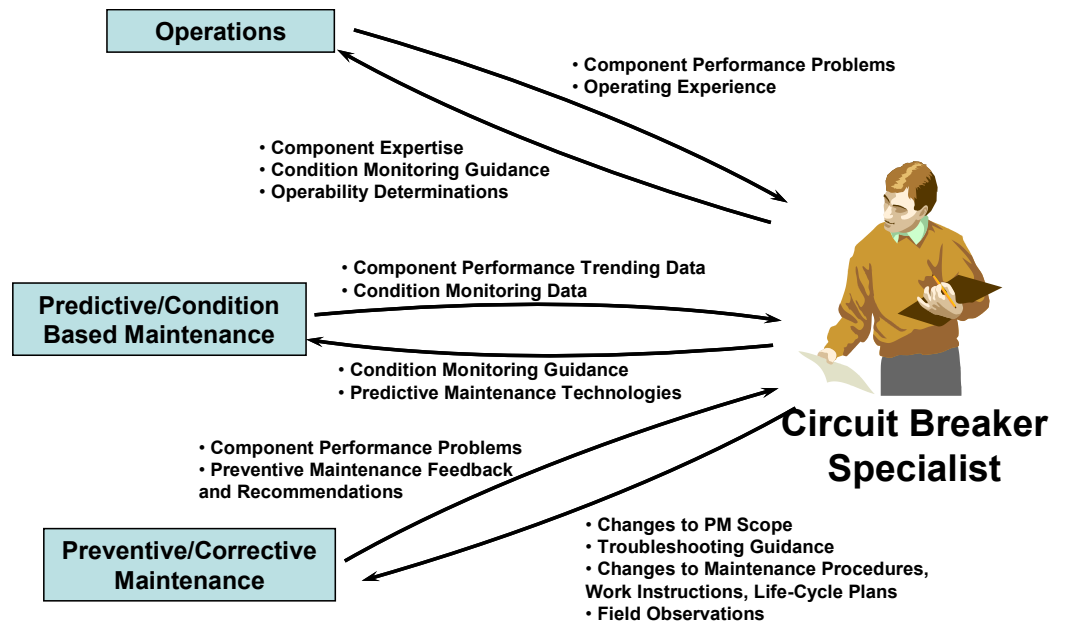 Operations
• Component Performance Problems
• Operating Experience
• Component Expertise
• Condition Monitoring Guidance
• Operability Determinations
• Component Performance Trending Data
• Condition Monitoring Data
Predictive/Condition
Based Maintenance
• Condition Monitoring Guidance
• Predictive Maintenance Technologies
Circuit Breaker
Specialist
• Component Performance Problems
• Preventive Maintenance Feedback
and Recommendations
Preventive/Corrective
Maintenance
• Changes to PM Scope
• Troubleshooting Guidance
• Changes to Maintenance Procedures,
Work Instructions, Life-Cycle Plans
• Field Observations